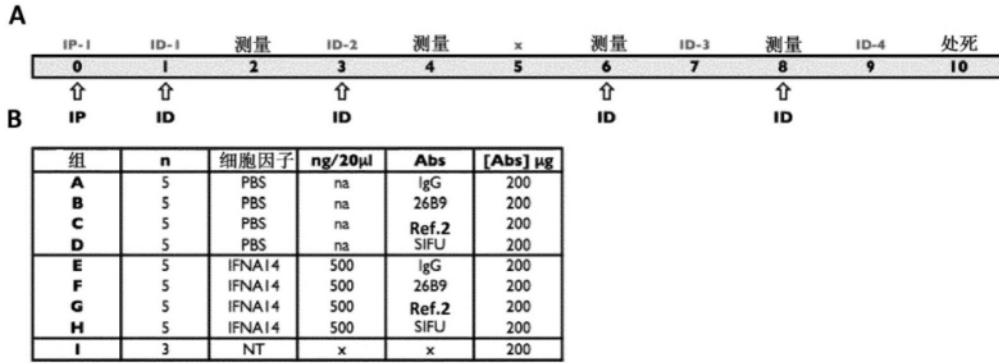 A
IP-1 ID-1 测量 ID-2 测量 x 测量 ID-3 测量 ID-4 处死
0 1 2 3 4 5 6 7 8 9 10
IP ID ID ID ID
B
组 n 细胞因子 ng/20μl Abs [Abs] μg
A 5 PBS na IgG 200
B 5 PBS na 26B9 200
C 5 PBS na Ref.2 200
D 5 PBS na SIFU 200
E 5 IFNA14 500 IgG 200
F 5 IFNA14 500 26B9 200
G 5 IFNA14 500 Ref.2 200
H 5 IFNA14 500 SIFU 200
I 3 NT x x 200